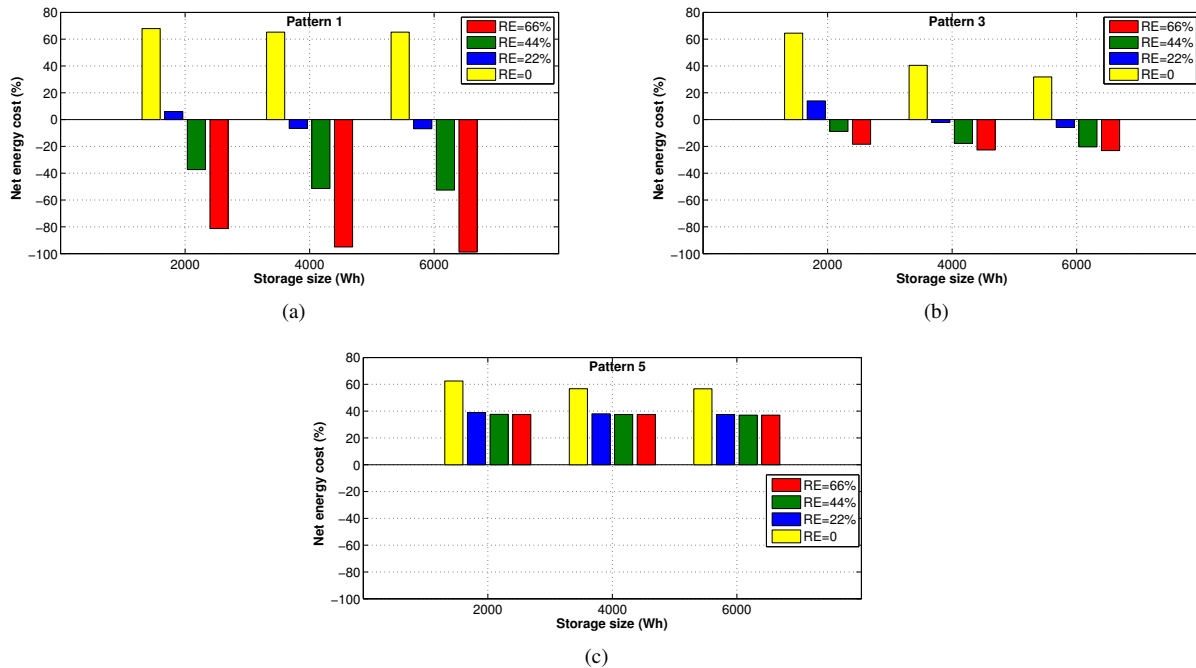 Pattern 1
RE=66%
RE=44%
RE=22%
RE=0
80
60
40
20
0
−20
−40
−60
−80
−100
Net energy cost (%)
2000 4000 6000
Storage size (Wh)
(a)
Pattern 3
RE=66%
RE=44%
RE=22%
RE=0
80
60
40
20
0
−20
−40
−60
−80
−100
Net energy cost (%)
2000 4000 6000
Storage size (Wh)
(b)
Pattern 5
80
60
40
20
0
−20
−40
−60
−80
−100
Net energy cost (%)
RE=66%
RE=44%
RE=22%
RE=0
2000 4000 6000
Storage size (Wh)
(c)